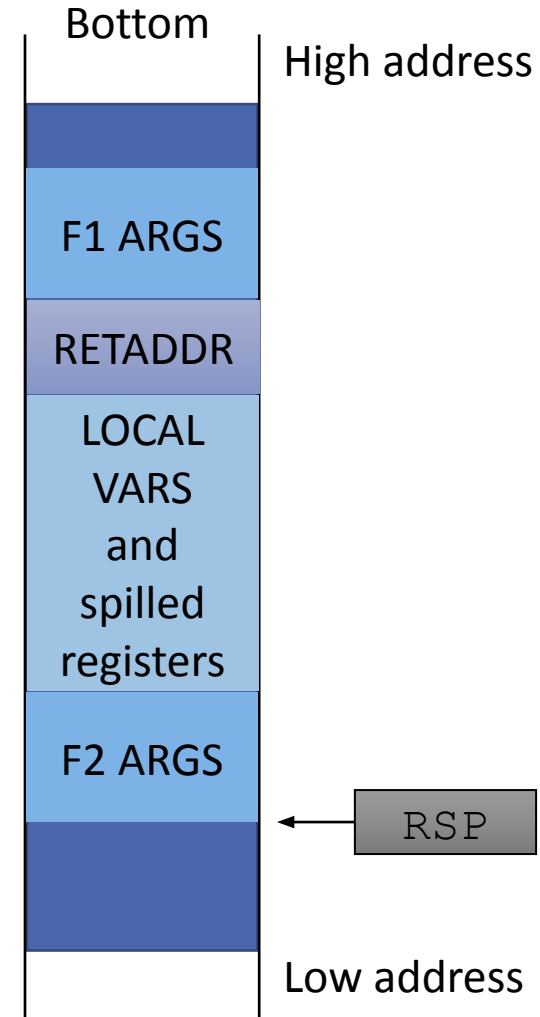 Bottom
High address
F1 ARGS
RETADDR
LOCAL
VARS
and
spilled
registers
F2 ARGS
RSP
Low address